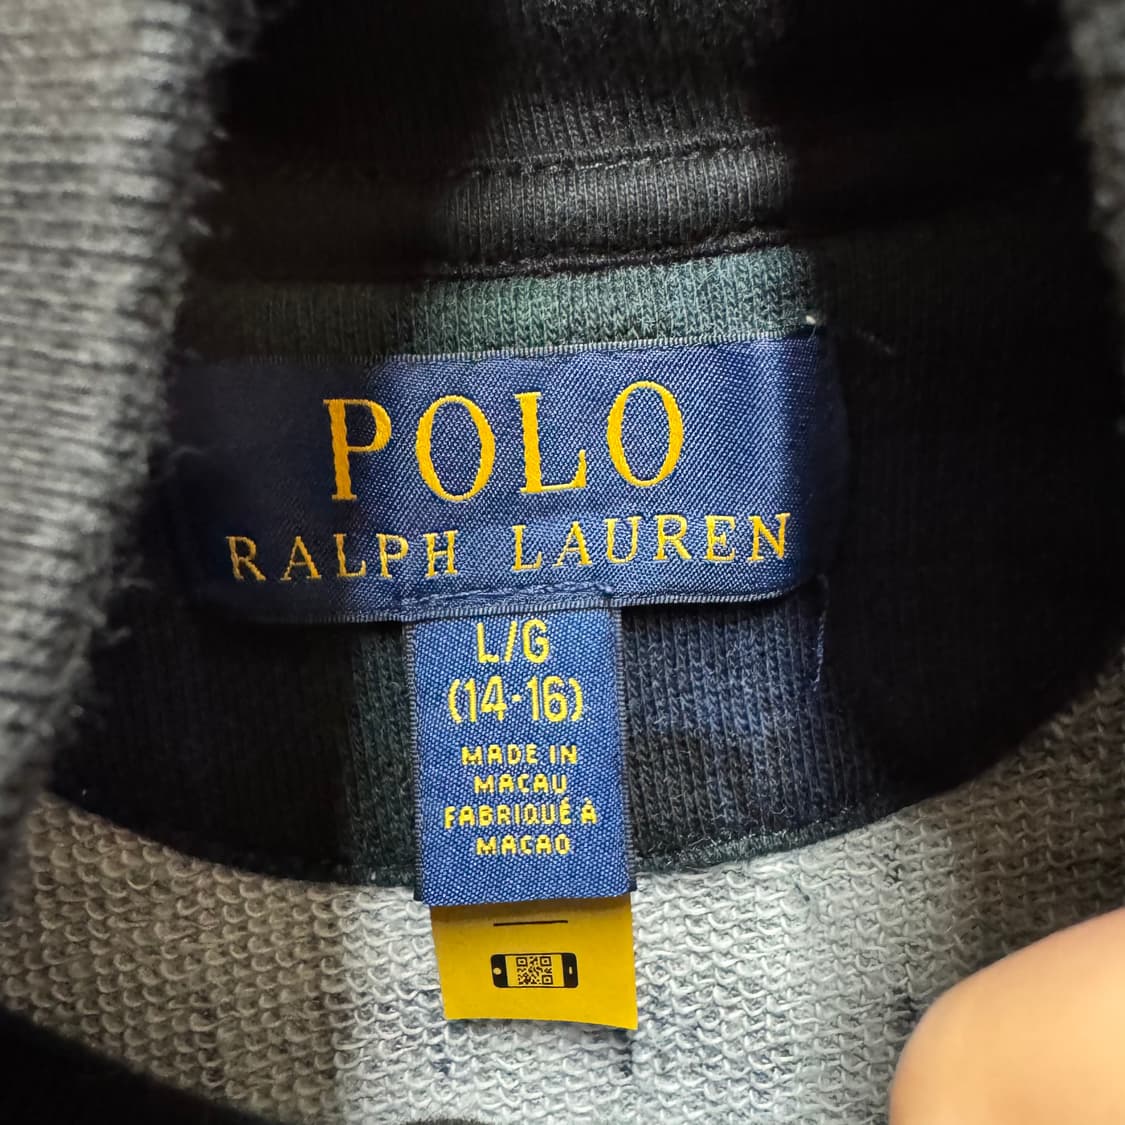 POLO
RALPH LAUREN
L/G
(14-16)
MADE IN
MACAU
FABRIQUÉ À
MACAO